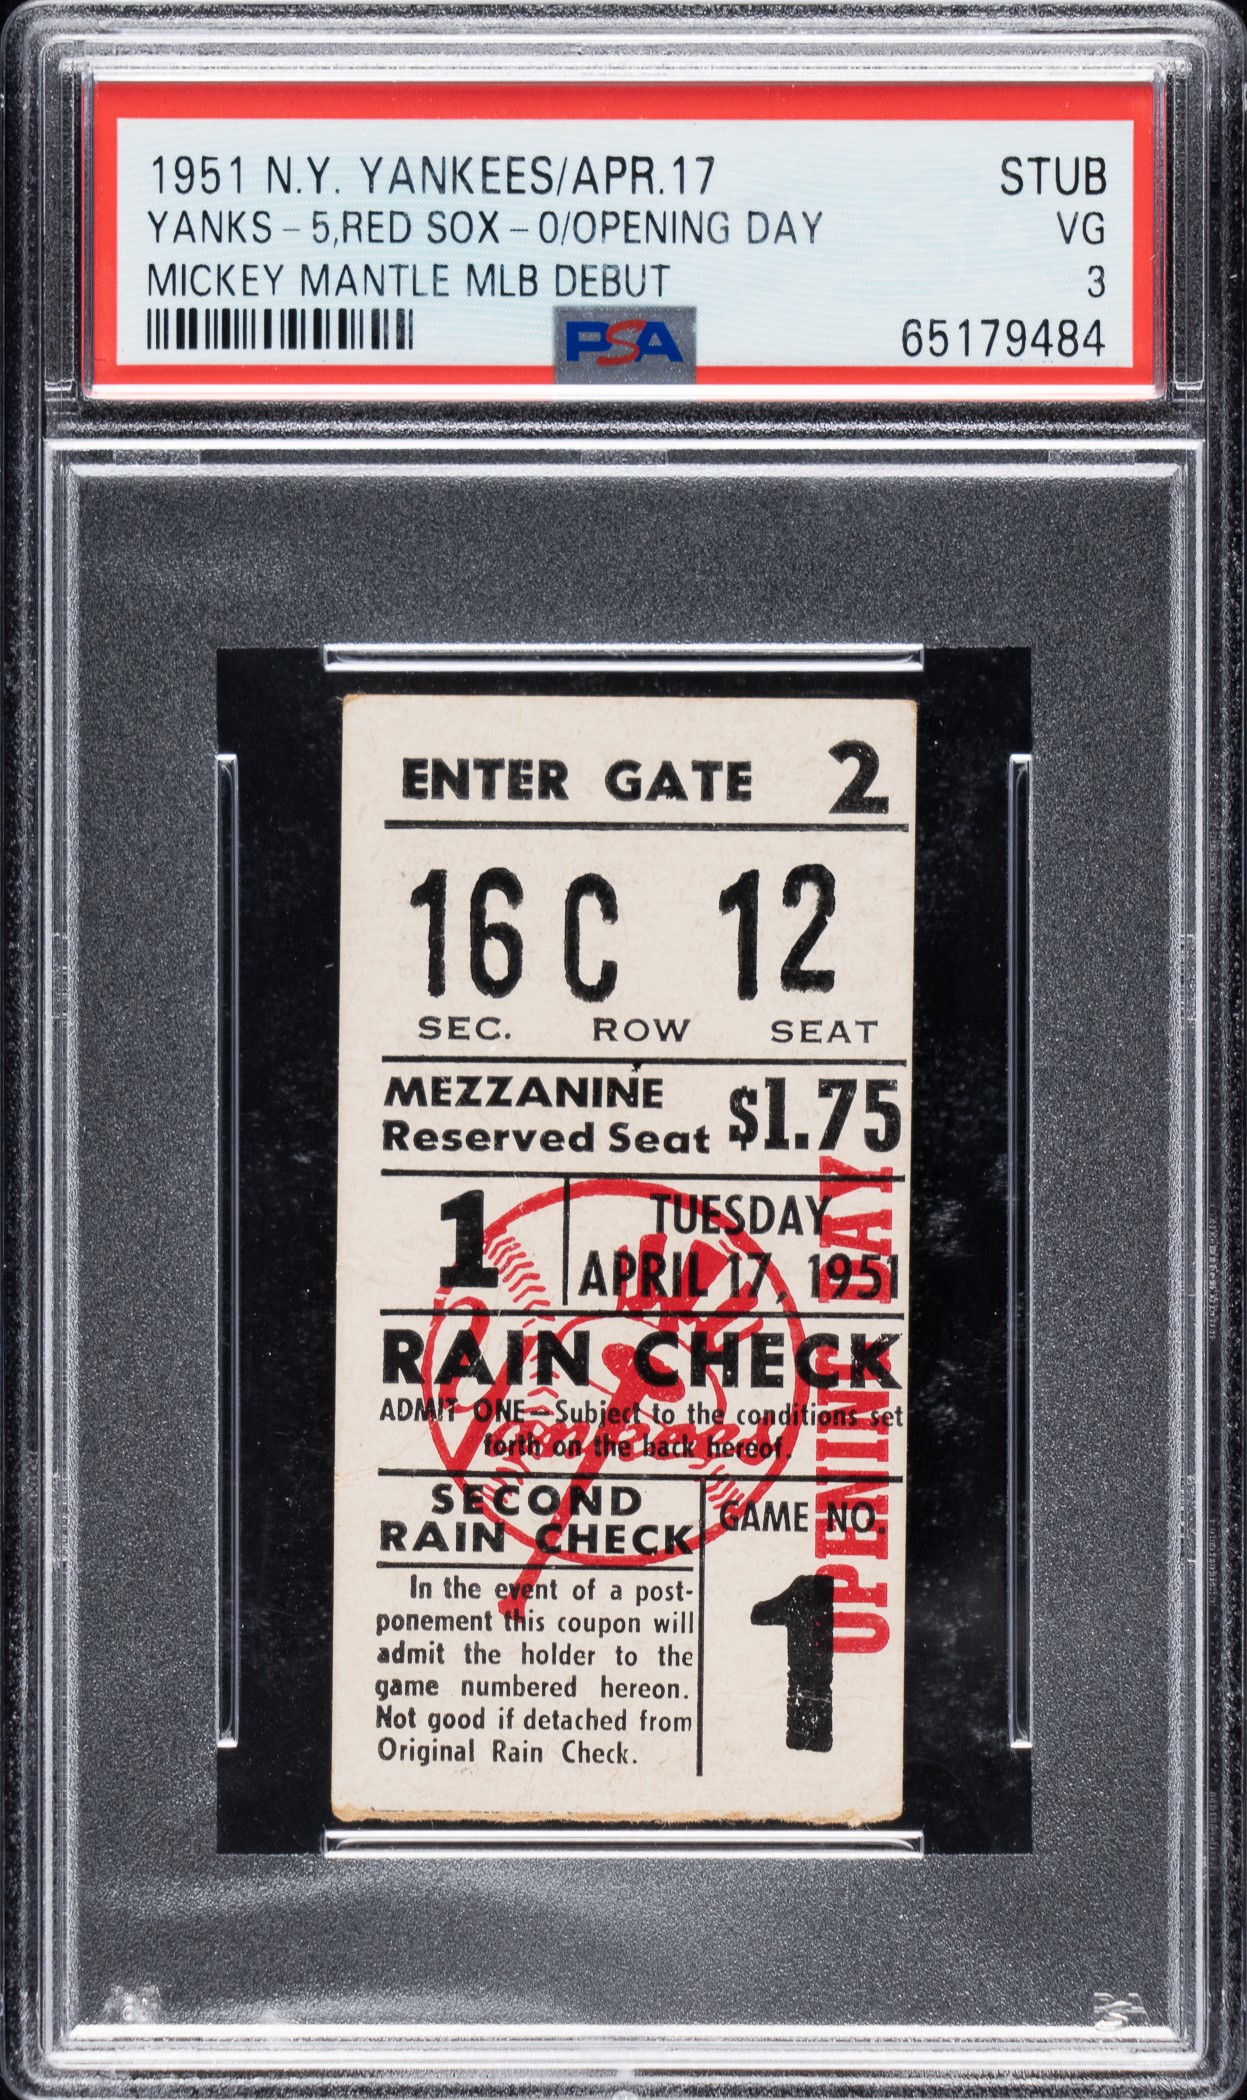 1951 N.Y. YANKEES/APR.17 STUB
YANKS - 5,RED SOX - 0/OPENING DAY VG
MICKEY MANTLE MLB DEBUT 3
PSA 65179484
ENTER GATE 2
16 C 12
SEC. ROW SEAT
MEZZANINE
Reserved Seat $1.75
1
TUESDAY
APRIL 17, 1951
OPENING DAY
RAIN CHECK
ADMIT ONE—Subject to the conditions set
forth on the back hereof.
Yankees
SECOND
RAIN CHECK
GAME NO.
1
In the event of a post-
ponement this coupon will
admit the holder to the
game numbered hereon.
Not good if detached from
Original Rain Check.
PSA